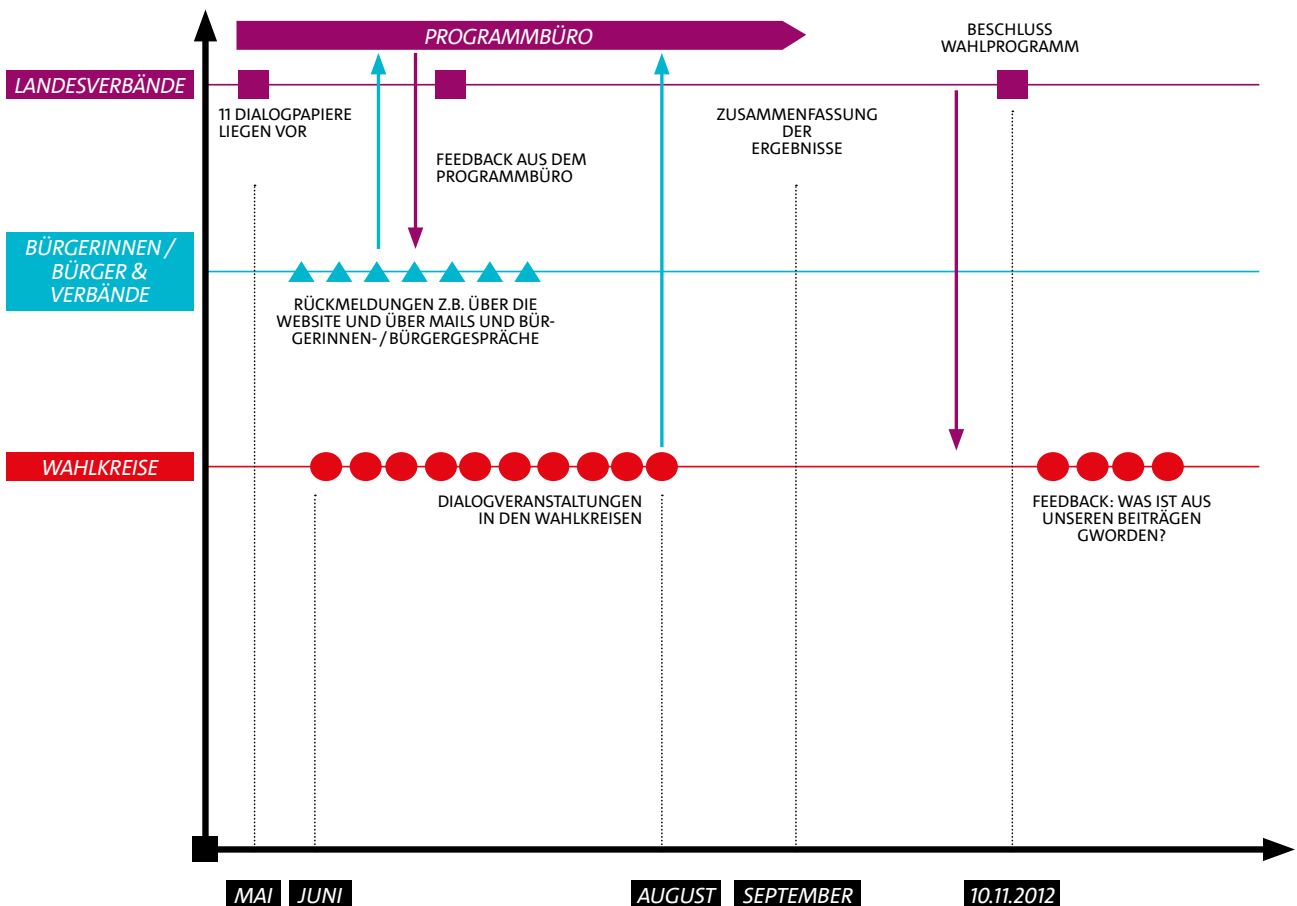 PROGRAMMBÜRO
BESCHLUSS
WAHLPROGRAMM
LANDESVERBÄNDE
11 DIALOGPAPIERE
LIEGEN VOR
ZUSAMMENFASSUNG
DER
ERGEBNISSE
FEEDBACK AUS DEM
PROGRAMMBÜRO
BÜRGERINNEN /
BÜRGER &
VERBÄNDE
RÜCKMELDUNGEN Z.B. ÜBER DIE
WEBSITE UND ÜBER MAILS UND BÜR-
GERINNEN- / BÜRGERGESPRÄCHE
WAHLKREISE
DIALOGVERANSTALTUNGEN
IN DEN WAHLKREISEN
FEEDBACK: WAS IST AUS
UNSEREN BEITRÄGEN
GWORDEN?
MAI JUNI AUGUST SEPTEMBER 10.11.2012